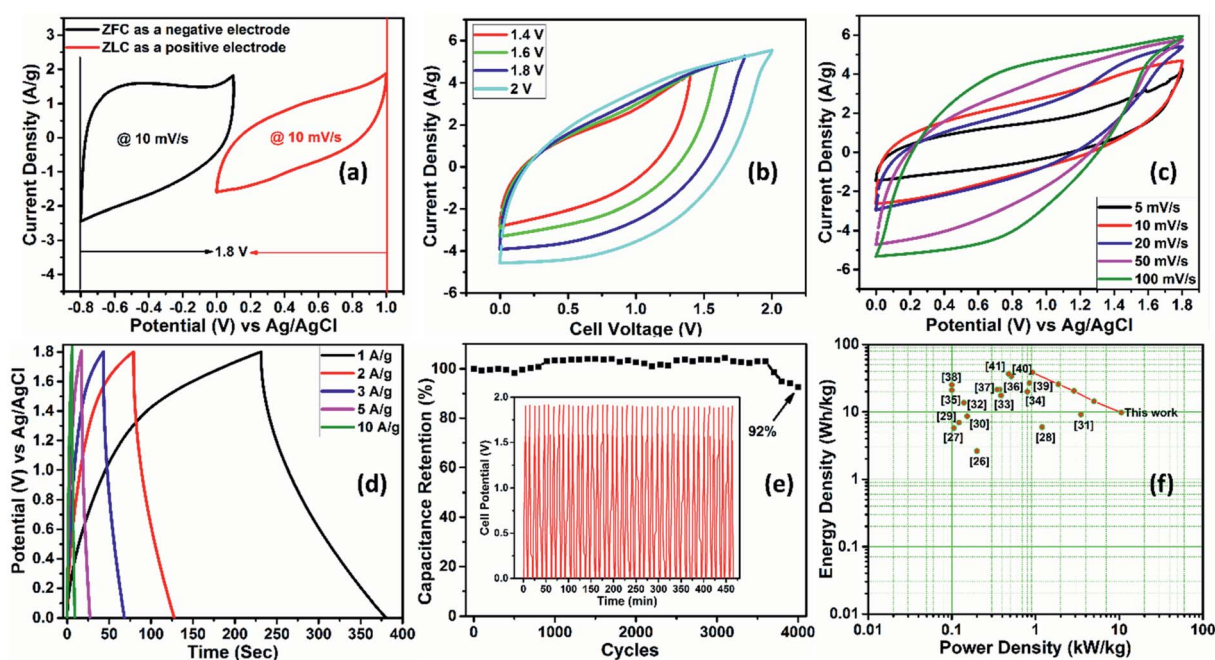 ZFC as a negative electrode
ZLC as a positive electrode
3
2
1
0
-1
-2
-3
-4
@ 10 mV/s
@ 10 mV/s
(a)
1.8 V
-0.8 -0.6 -0.4 -0.2 0.0 0.2 0.4 0.6 0.8 1.0
Current Density (A/g)
Potential (V) vs Ag/AgCl
1.4 V
1.6 V
1.8 V
2 V
6
4
2
0
-2
-4
-6
(b)
0.0 0.5 1.0 1.5 2.0
Current Density (A/g)
Cell Voltage (V)
6
3
0
-3
-6
(c)
5 mV/s
10 mV/s
20 mV/s
50 mV/s
100 mV/s
0.0 0.2 0.4 0.6 0.8 1.0 1.2 1.4 1.6 1.8
Current Density (A/g)
Potential (V) vs Ag/AgCl
1.8
1.6
1.4
1.2
1.0
0.8
0.6
0.4
0.2
0.0
1 A/g
2 A/g
3 A/g
5 A/g
10 A/g
(d)
0 50 100 150 200 250 300 350 400
Potential (V) vs Ag/AgCl
Time (Sec)
100
80
60
40
20
0
92%
(e)
2.0
1.5
1.0
0.5
0.0
Cell Potential (V)
0 50 100 150 200 250 300 350 400 450
Time (min)
0 1000 2000 3000 4000
Capacitance Retention (%)
Cycles
100
10
1
0.1
0.01
[38]
[35]
[32]
[29]
[27]
[30]
[26]
[41]
[40]
[37]
[36]
[33]
[39]
[34]
[31]
[28]
This work
(f)
0.01 0.1 1 10 100
Energy Density (Wh/kg)
Power Density (kW/kg)